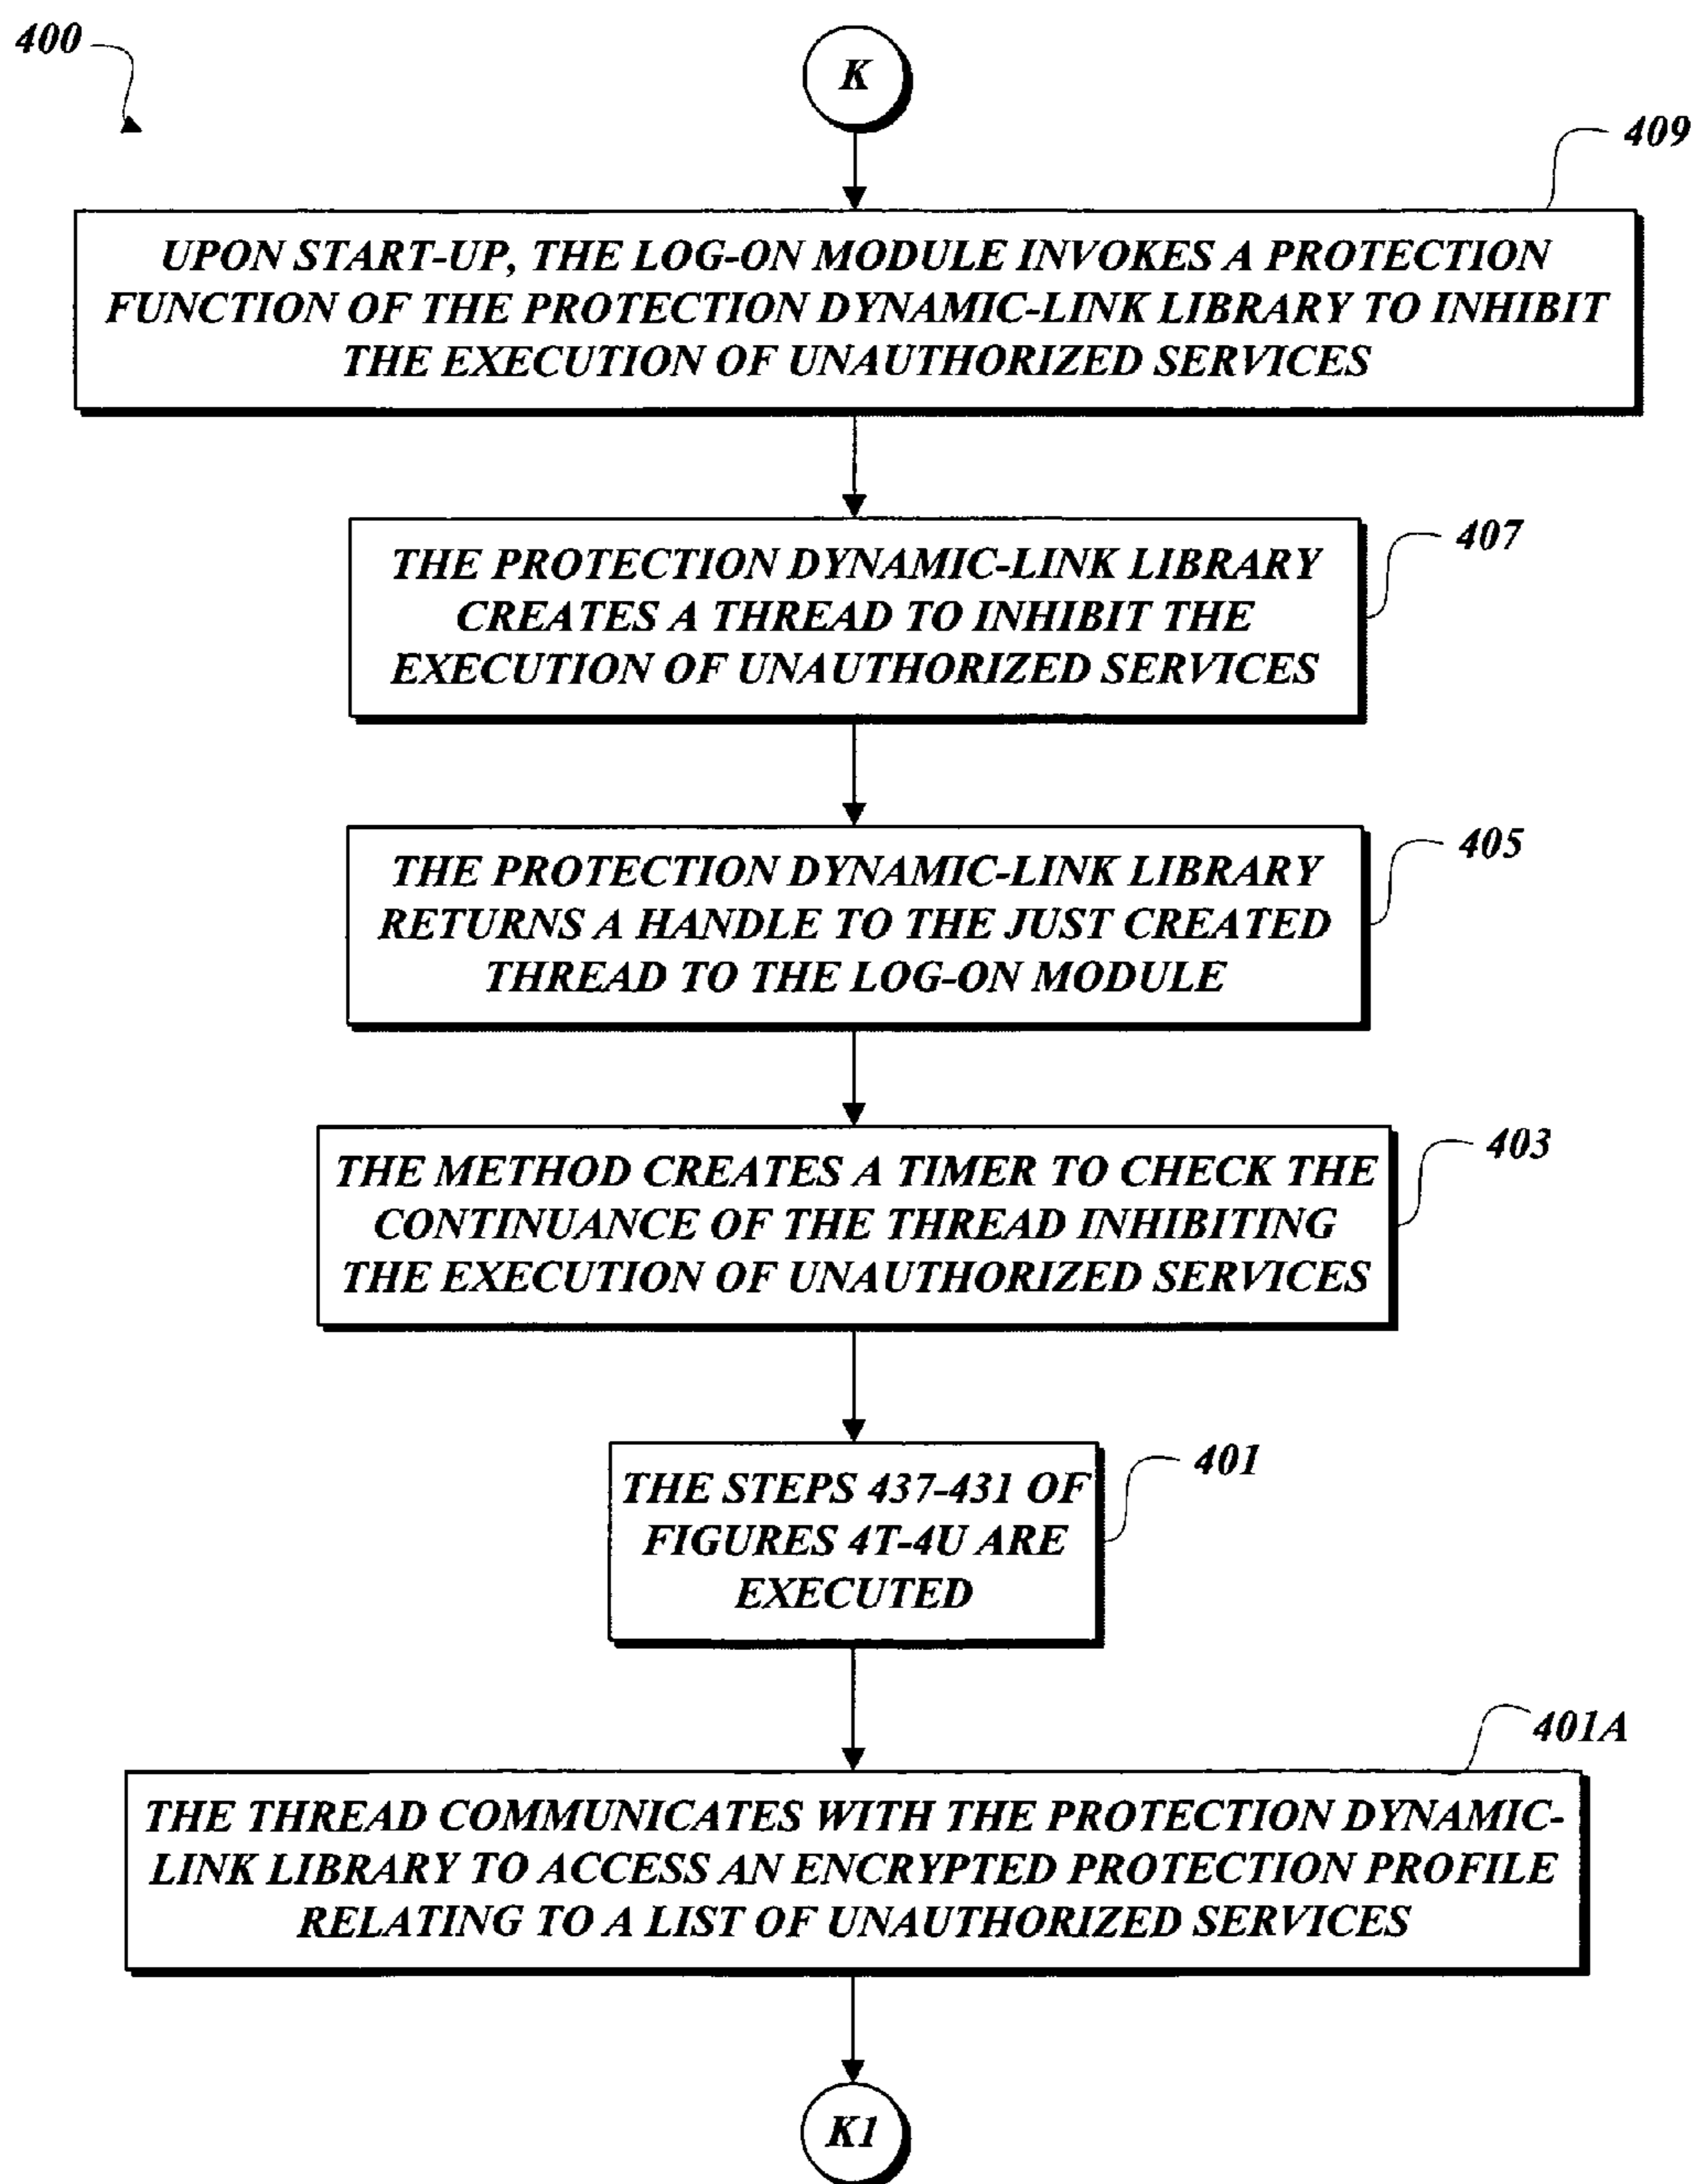 400
K
409
UPON START-UP, THE LOG-ON MODULE INVOKES A PROTECTION
FUNCTION OF THE PROTECTION DYNAMIC-LINK LIBRARY TO INHIBIT
THE EXECUTION OF UNAUTHORIZED SERVICES
407
THE PROTECTION DYNAMIC-LINK LIBRARY
CREATES A THREAD TO INHIBIT THE
EXECUTION OF UNAUTHORIZED SERVICES
405
THE PROTECTION DYNAMIC-LINK LIBRARY
RETURNS A HANDLE TO THE JUST CREATED
THREAD TO THE LOG-ON MODULE
403
THE METHOD CREATES A TIMER TO CHECK THE
CONTINUANCE OF THE THREAD INHIBITING
THE EXECUTION OF UNAUTHORIZED SERVICES
401
THE STEPS 437-431 OF
FIGURES 4T-4U ARE
EXECUTED
401A
THE THREAD COMMUNICATES WITH THE PROTECTION DYNAMIC-
LINK LIBRARY TO ACCESS AN ENCRYPTED PROTECTION PROFILE
RELATING TO A LIST OF UNAUTHORIZED SERVICES
K1